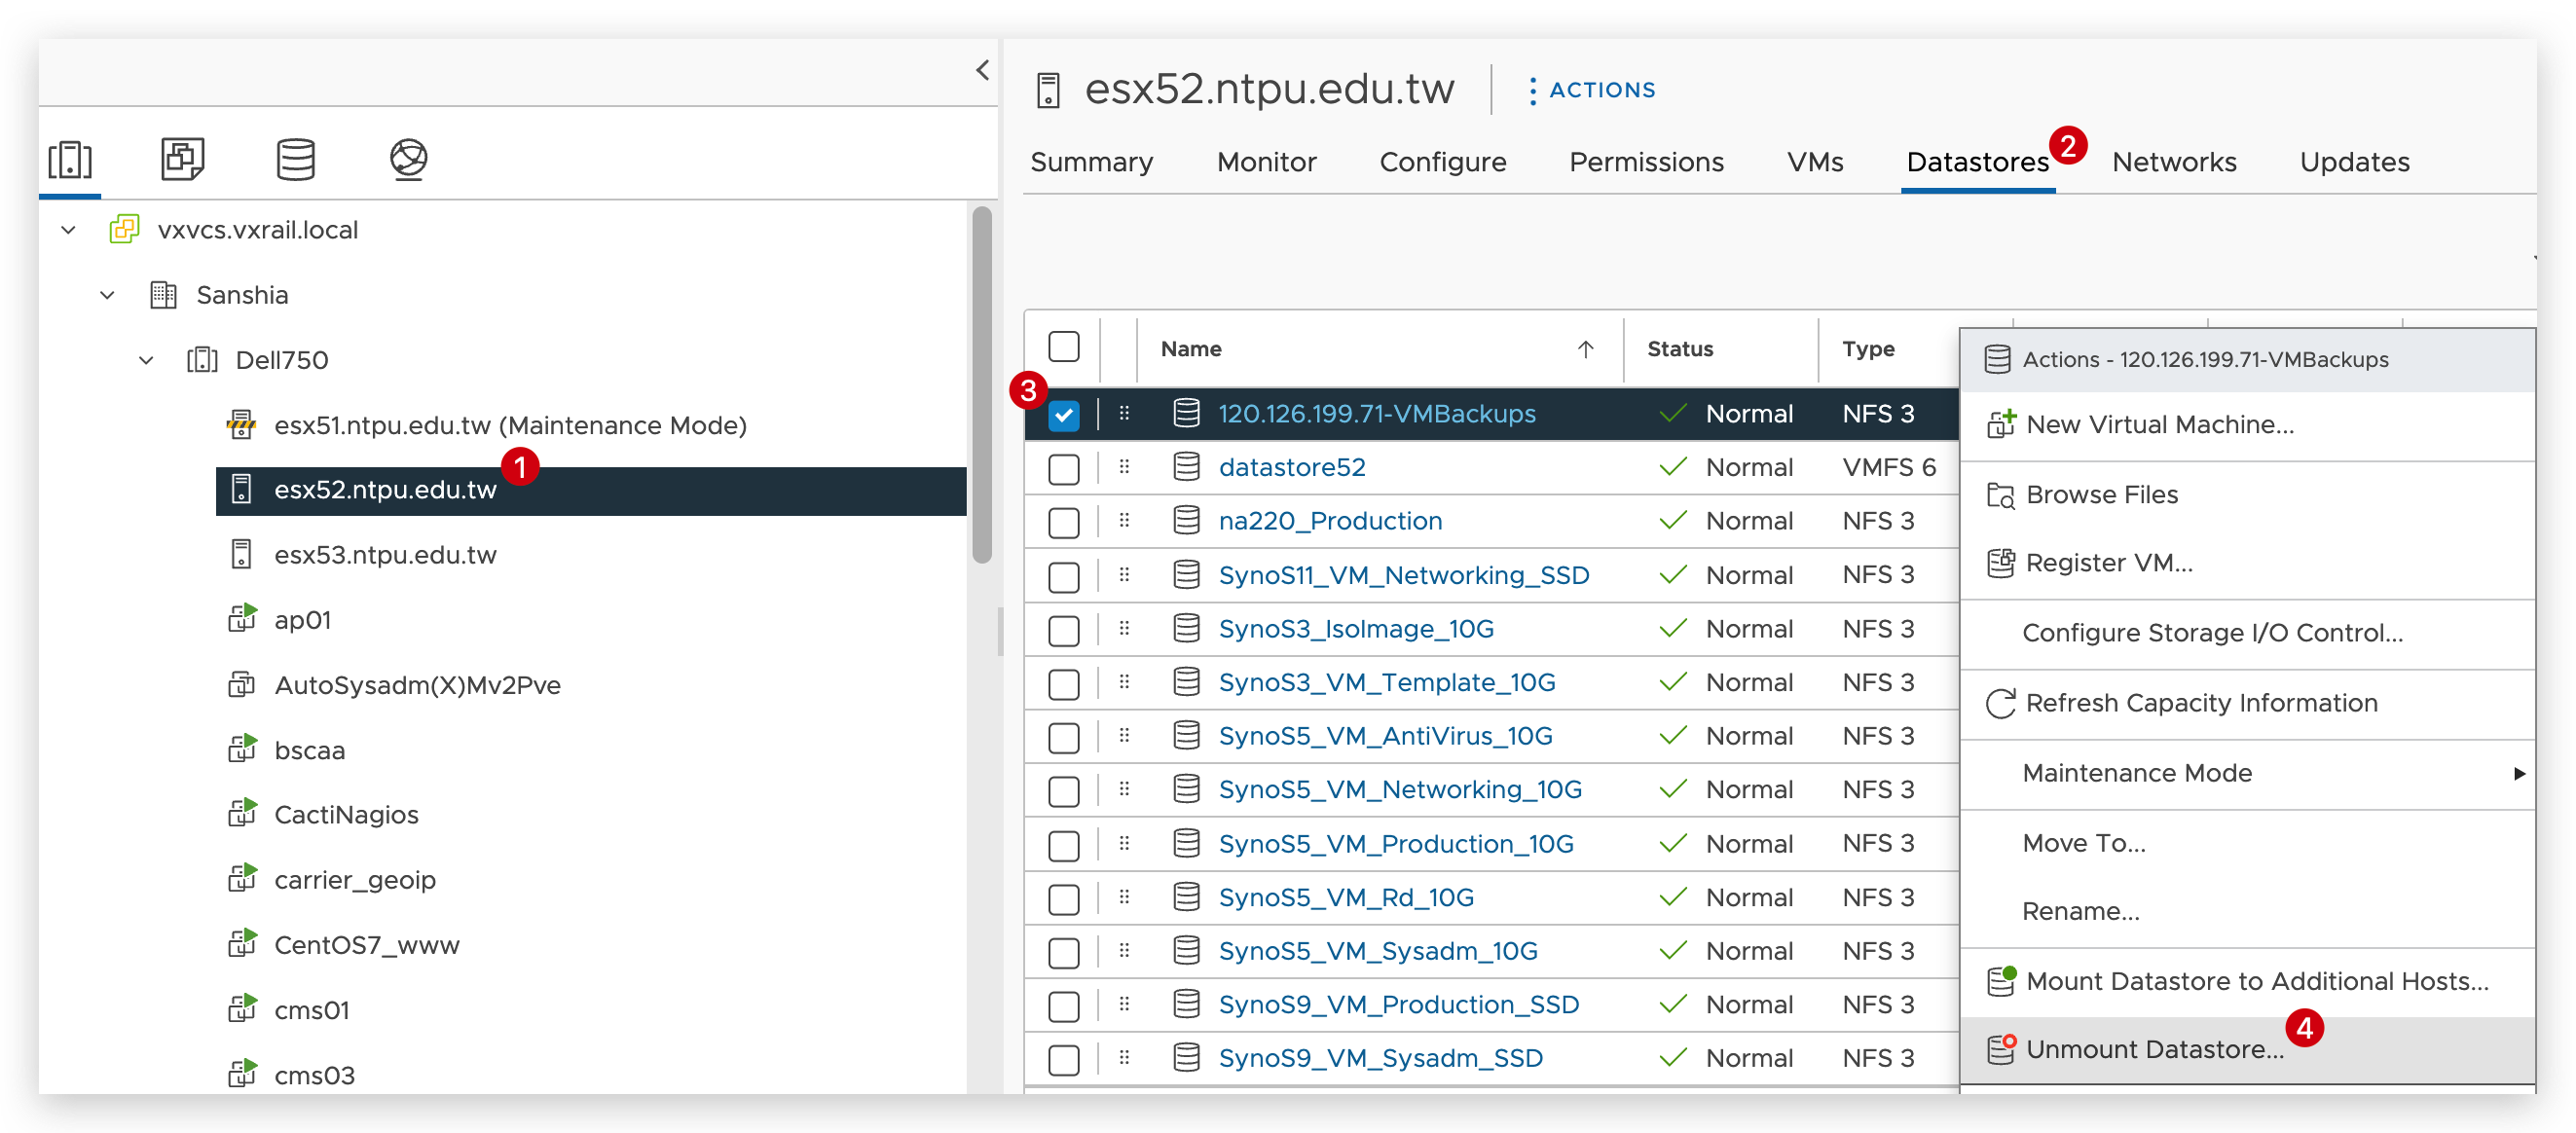 esx52.ntpu.edu.tw
ACTIONS
Summary Monitor Configure Permissions VMs Datastores 2 Networks Updates
vxvcs.vxrail.local
Sanshia
Dell750
esx51.ntpu.edu.tw (Maintenance Mode)
esx52.ntpu.edu.tw 1
esx53.ntpu.edu.tw
ap01
AutoSysadm(X)Mv2Pve
bscaa
CactiNagios
carrier_geoip
CentOS7_www
cms01
cms03
Name Status Type
3
120.126.199.71-VMBackups Normal NFS 3
datastore52 Normal VMFS 6
na220_Production Normal NFS 3
SynoS11_VM_Networking_SSD Normal NFS 3
SynoS3_IsoImage_10G Normal NFS 3
SynoS3_VM_Template_10G Normal NFS 3
SynoS5_VM_AntiVirus_10G Normal NFS 3
SynoS5_VM_Networking_10G Normal NFS 3
SynoS5_VM_Production_10G Normal NFS 3
SynoS5_VM_Rd_10G Normal NFS 3
SynoS5_VM_Sysadm_10G Normal NFS 3
SynoS9_VM_Production_SSD Normal NFS 3
SynoS9_VM_Sysadm_SSD Normal NFS 3
Actions - 120.126.199.71-VMBackups
New Virtual Machine...
Browse Files
Register VM...
Configure Storage I/O Control...
Refresh Capacity Information
Maintenance Mode
Move To...
Rename...
Mount Datastore to Additional Hosts...
Unmount Datastore... 4